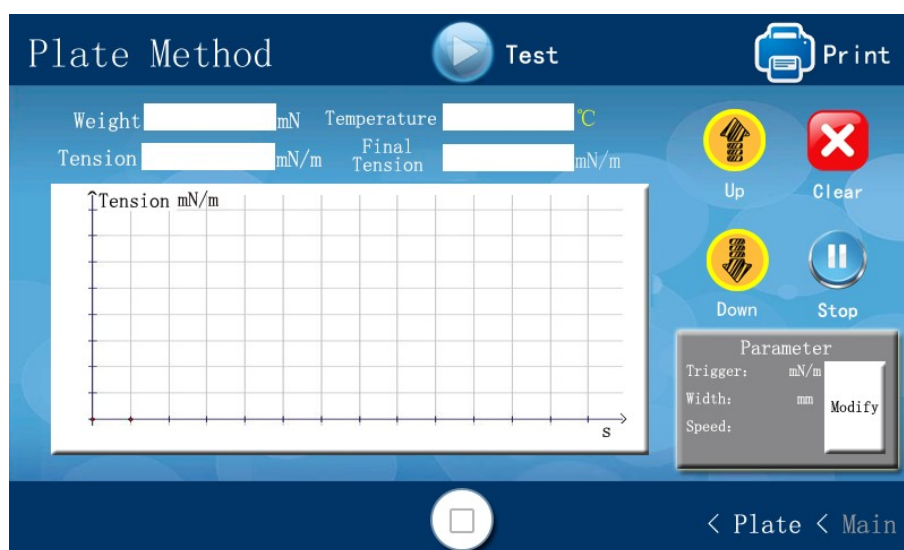 Plate Method
Test
Print
Weight mN Temperature ℃
Tension mN/m Final Tension mN/m
Tension mN/m
s
Up
Clear
Down
Stop
Parameter
Trigger: mN/m
Width: mm
Speed:
Modify
< Plate < Main